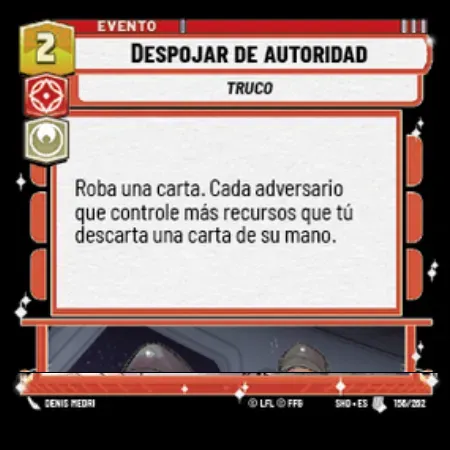 EVENTO
2
DESPOJAR DE AUTORIDAD
TRUCO
Roba una carta. Cada adversario
que controle más recursos que tú
descarta una carta de su mano.
DENIS MEDRI
© LFL © FFG
SHD • ES
156/262